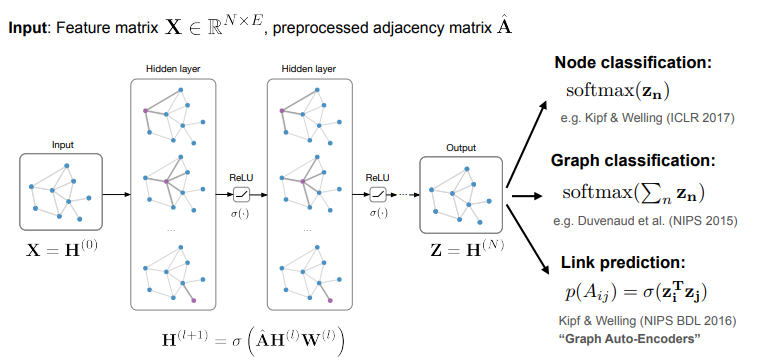 Input: Feature matrix X ∈ ℝ^{N×E}, preprocessed adjacency matrix Â
Hidden layer
Hidden layer
Input
...
...
ReLU
σ(·)
ReLU
σ(·)
...
Output
X = H^{(0)}
Z = H^{(N)}
H^{(l+1)} = σ(ÂH^{(l)}W^{(l)})
Node classification:
softmax(z_n)
e.g. Kipf & Welling (ICLR 2017)
Graph classification:
softmax(∑_n z_n)
e.g. Duvenaud et al. (NIPS 2015)
Link prediction:
p(A_{ij}) = σ(z_i^T z_j)
Kipf & Welling (NIPS BDL 2016)
“Graph Auto-Encoders”